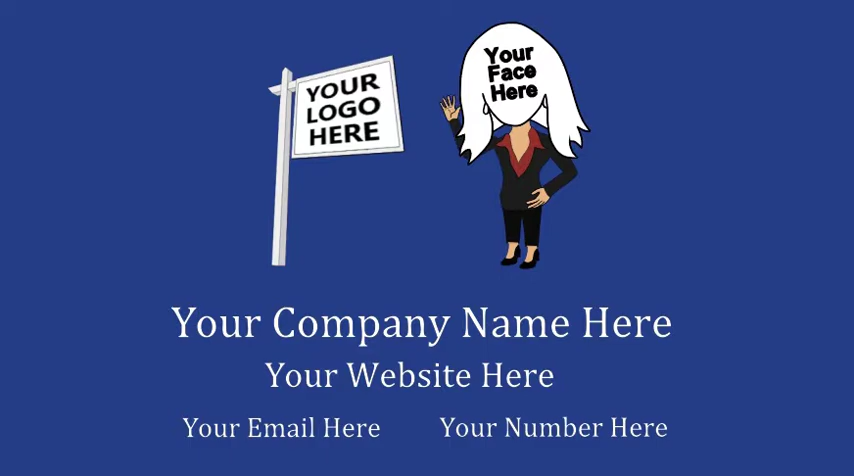 YOUR
LOGO
HERE
Your
Face
Here
Your Company Name Here
Your Website Here
Your Email Here
Your Number Here